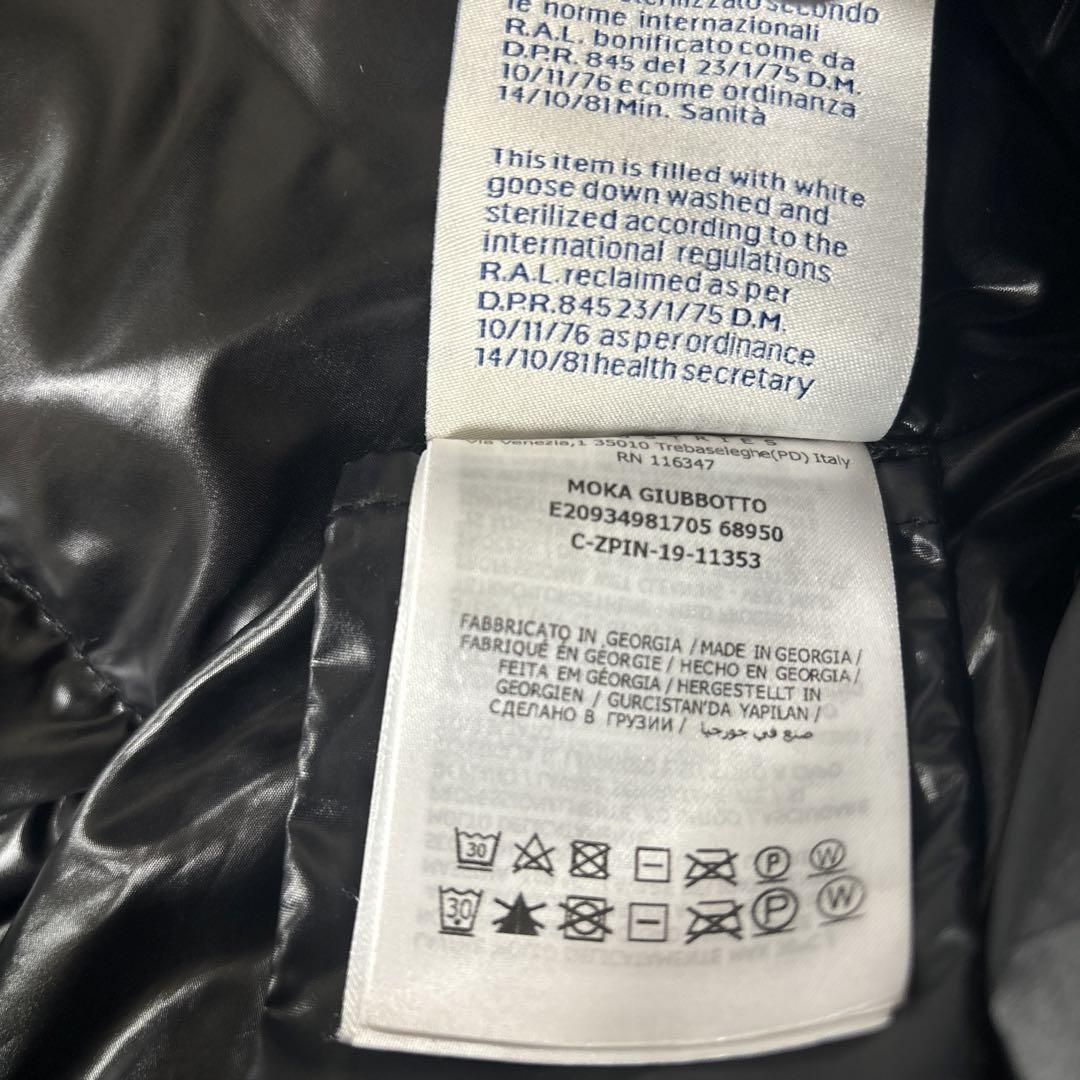 secondo
le norme internazionali
R.A.L. bonificato come da
D.P.R. 845 del 23/1/75 D.M.
10/11/76 e come ordinanza
14/10/81 Min. Sanità
This item is filled with white
goose down washed and
sterilized according to the
international regulations
R.A.L. reclaimed as per
D.P.R. 845 23/1/75 D.M.
10/11/76 as per ordinance
14/10/81 health secretary
Via Venezia, 1 35010 Trebaseleghe(PD) Italy
RN 116347
MOKA GIUBBOTTO
E20934981705 68950
C-ZPIN-19-11353
FABBRICATO IN GEORGIA / MADE IN GEORGIA /
FABRIQUÉ EN GÉORGIE / HECHO EN GEORGIA /
FEITA EM GEÓRGIA / HERGESTELLT IN
GEORGIEN / GURCISTAN'DA YAPILAN /
СДЕЛАНО В ГРУЗИИ / صنع في جورجيا
30 P W
30 P W